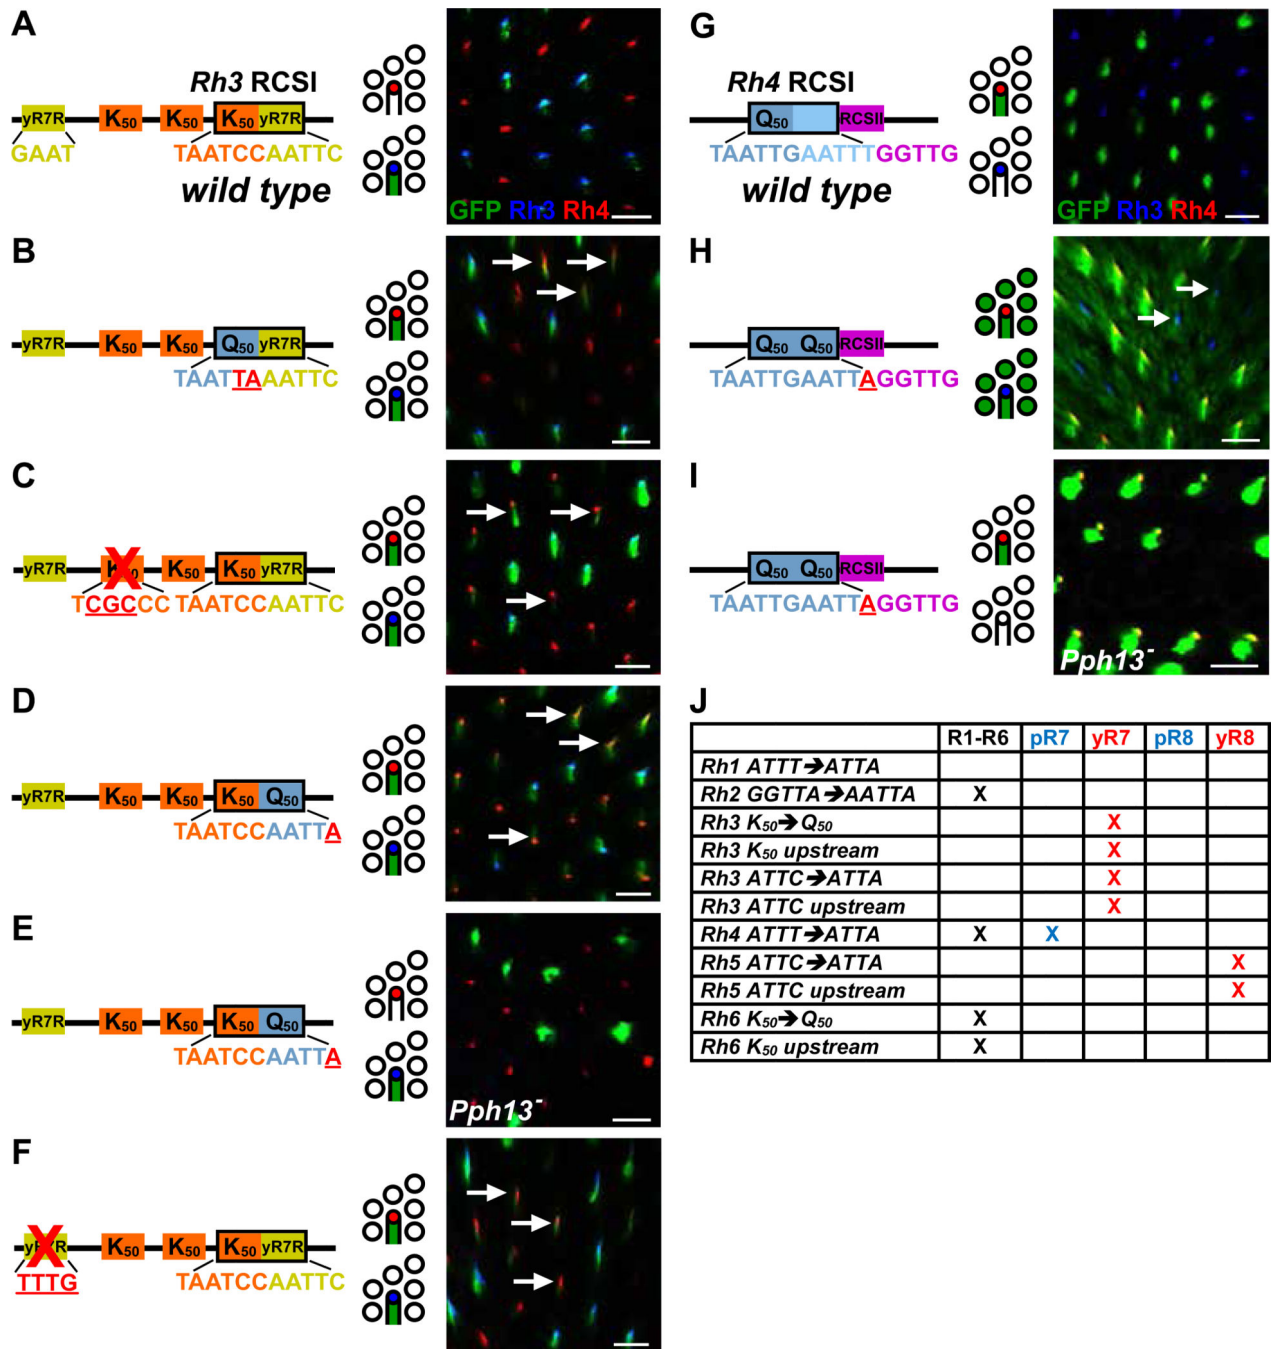 A
Rh3 RCSI
yR7R K50 K50 K50 yR7R
GAAT TAATCCAATTC
wild type
GFP Rh3 Rh4
B
yR7R K50 K50 Q50 yR7R
TAATTAAATTC
C
yR7R K50 K50 K50 yR7R
X
TCGCCC TAATCCAATTC
D
yR7R K50 K50 K50 Q50
TAATCCAATTA
E
yR7R K50 K50 K50 Q50
TAATCCAATTA
Pph13-
F
yR7R K50 K50 K50 yR7R
X
TTTG TAATCCAATTC
G
Rh4 RCSI
Q50 RCSII
TAATTGAATTTGGTTG
wild type
GFP Rh3 Rh4
H
Q50 Q50 RCSII
TAATTGAATTAGGTTG
I
Q50 Q50 RCSII
TAATTGAATTAGGTTG
Pph13-
J
R1-R6 pR7 yR7 pR8 yR8
Rh1 ATTT➔ATTA
Rh2 GGTTA➔AATTA X
Rh3 K50➔Q50 X
Rh3 K50 upstream X
Rh3 ATTC➔ATTA X
Rh3 ATTC upstream X
Rh4 ATTT➔ATTA X X
Rh5 ATTC➔ATTA X
Rh5 ATTC upstream X
Rh6 K50➔Q50 X
Rh6 K50 upstream X